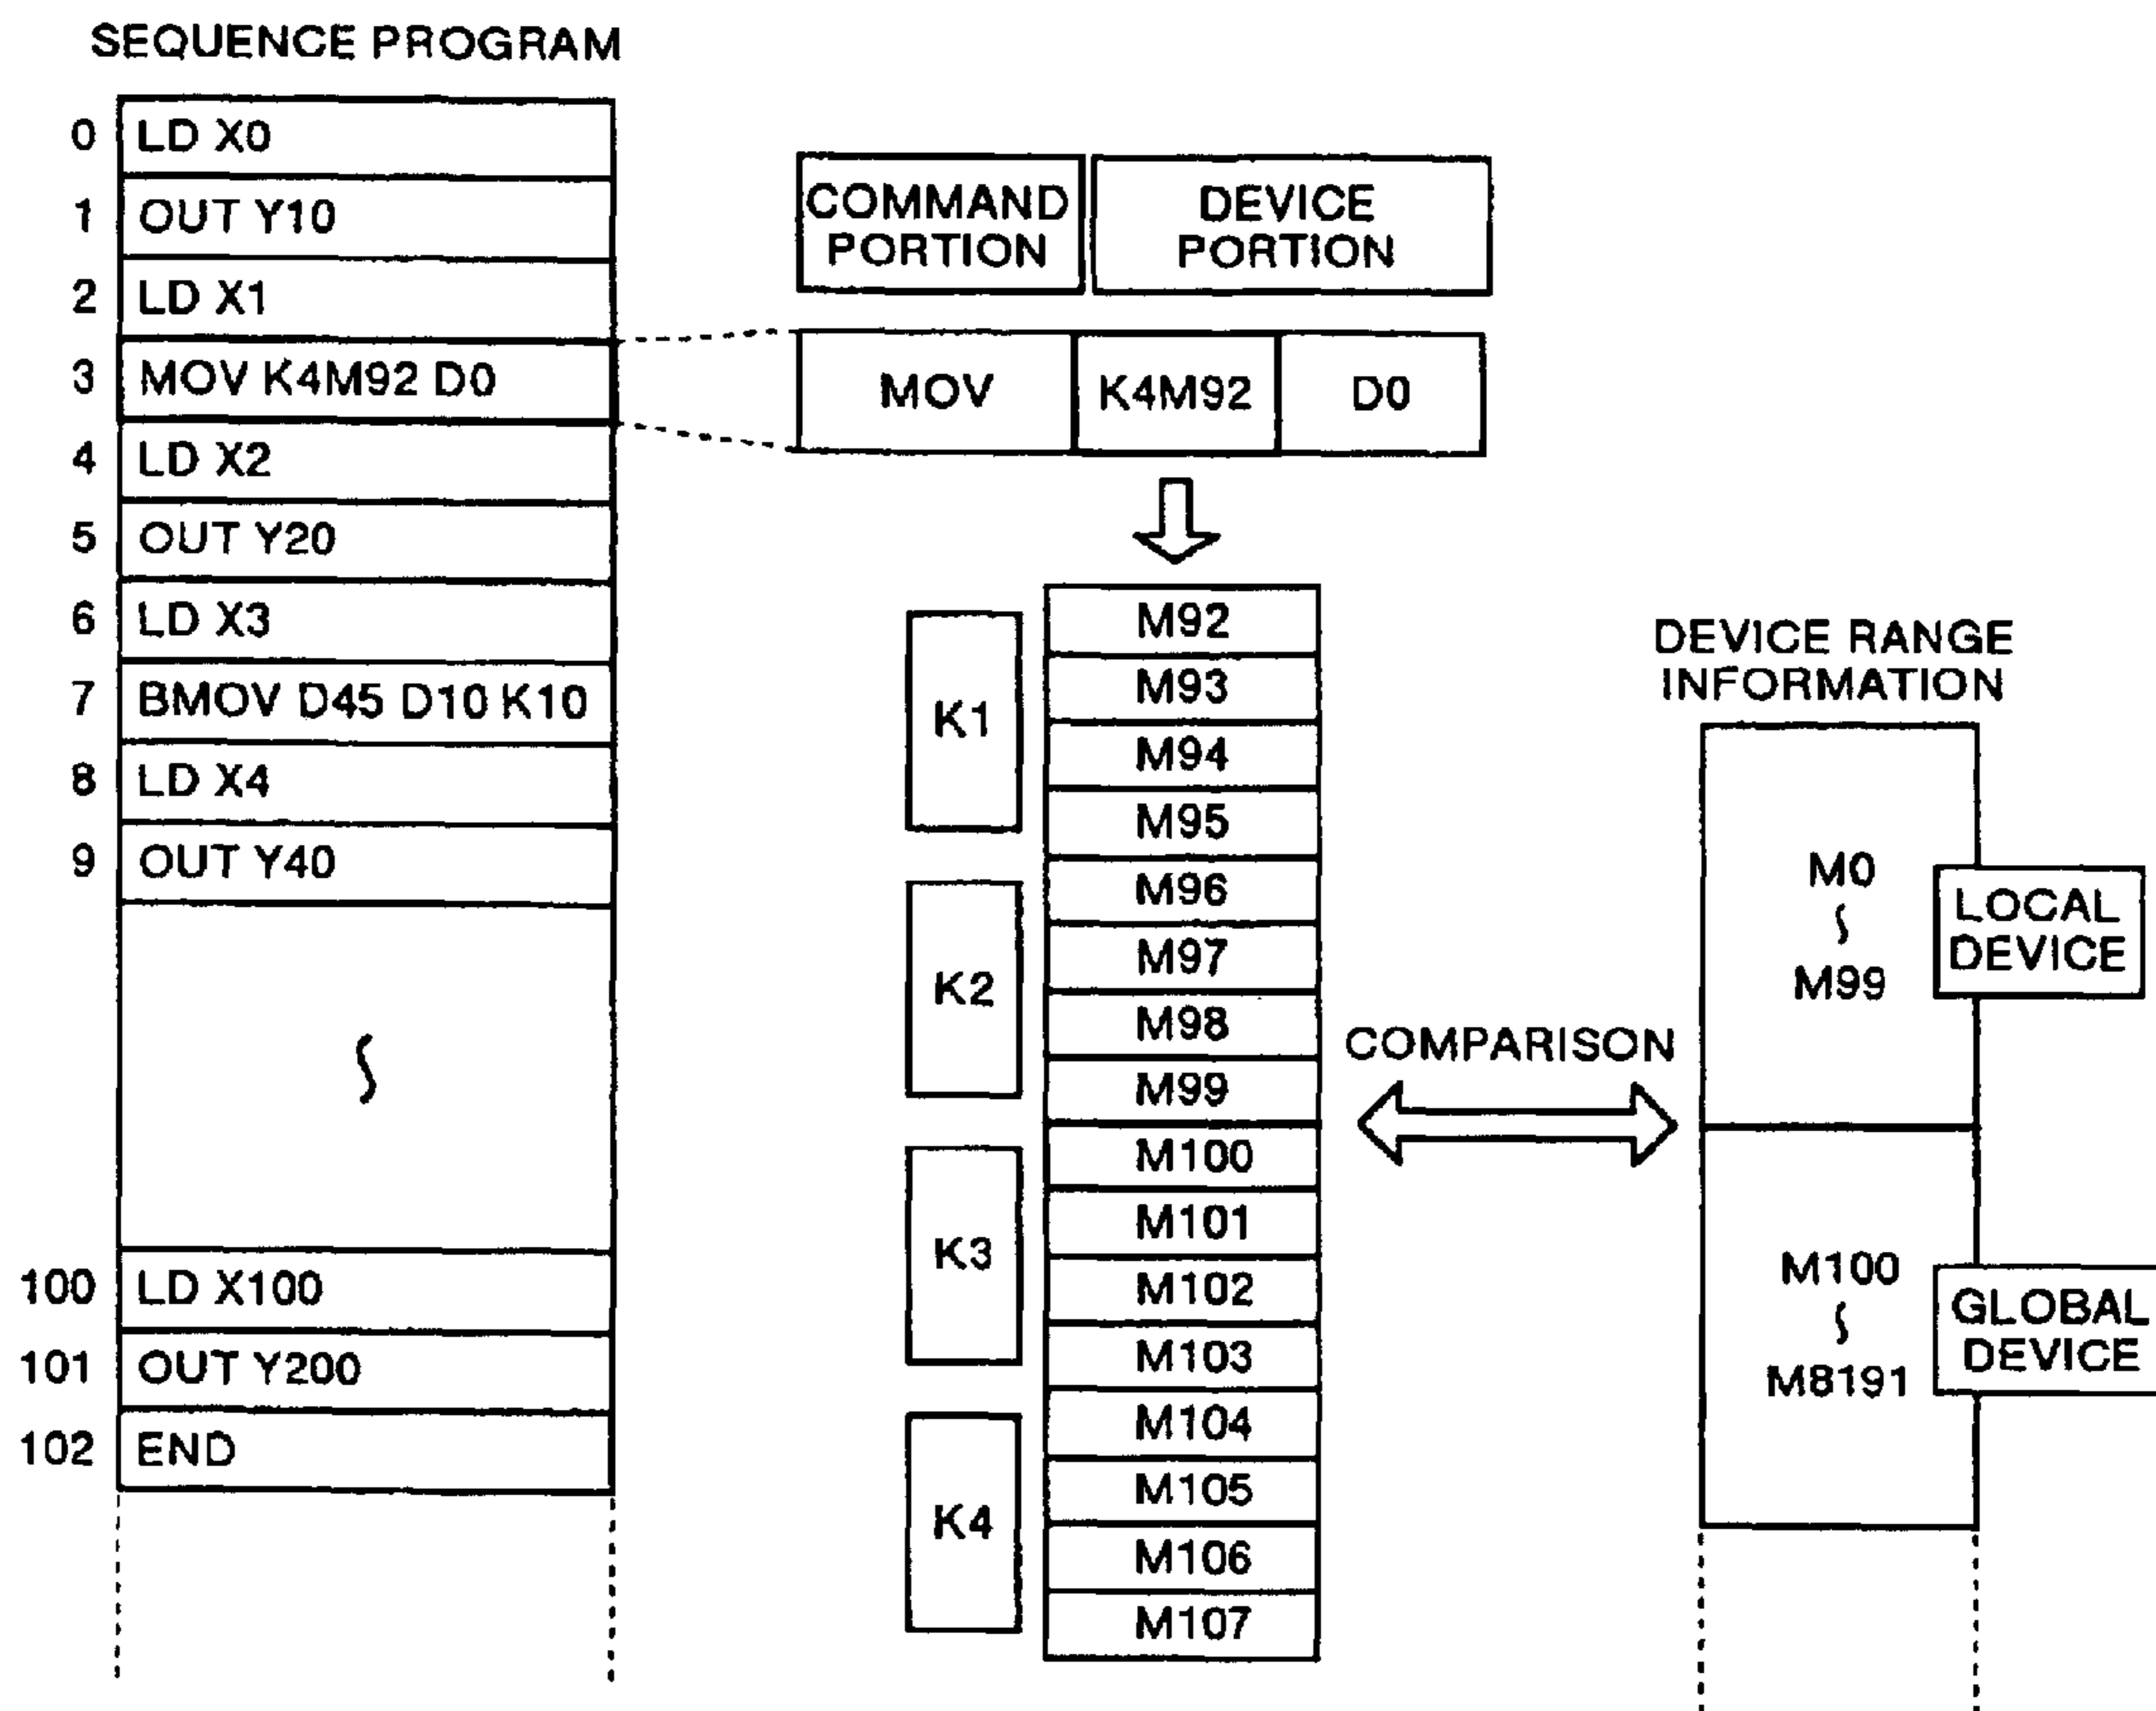 SEQUENCE PROGRAM
0 LD X0
1 OUT Y10
2 LD X1
3 MOV K4M92 D0
4 LD X2
5 OUT Y20
6 LD X3
7 BMOV D45 D10 K10
8 LD X4
9 OUT Y40
100 LD X100
101 OUT Y200
102 END
COMMAND
PORTION
DEVICE
PORTION
MOV K4M92 D0
K1
K2
K3
K4
M92
M93
M94
M95
M96
M97
M98
M99
M100
M101
M102
M103
M104
M105
M106
M107
COMPARISON
DEVICE RANGE
INFORMATION
M0
M99
LOCAL
DEVICE
M100
M8191
GLOBAL
DEVICE